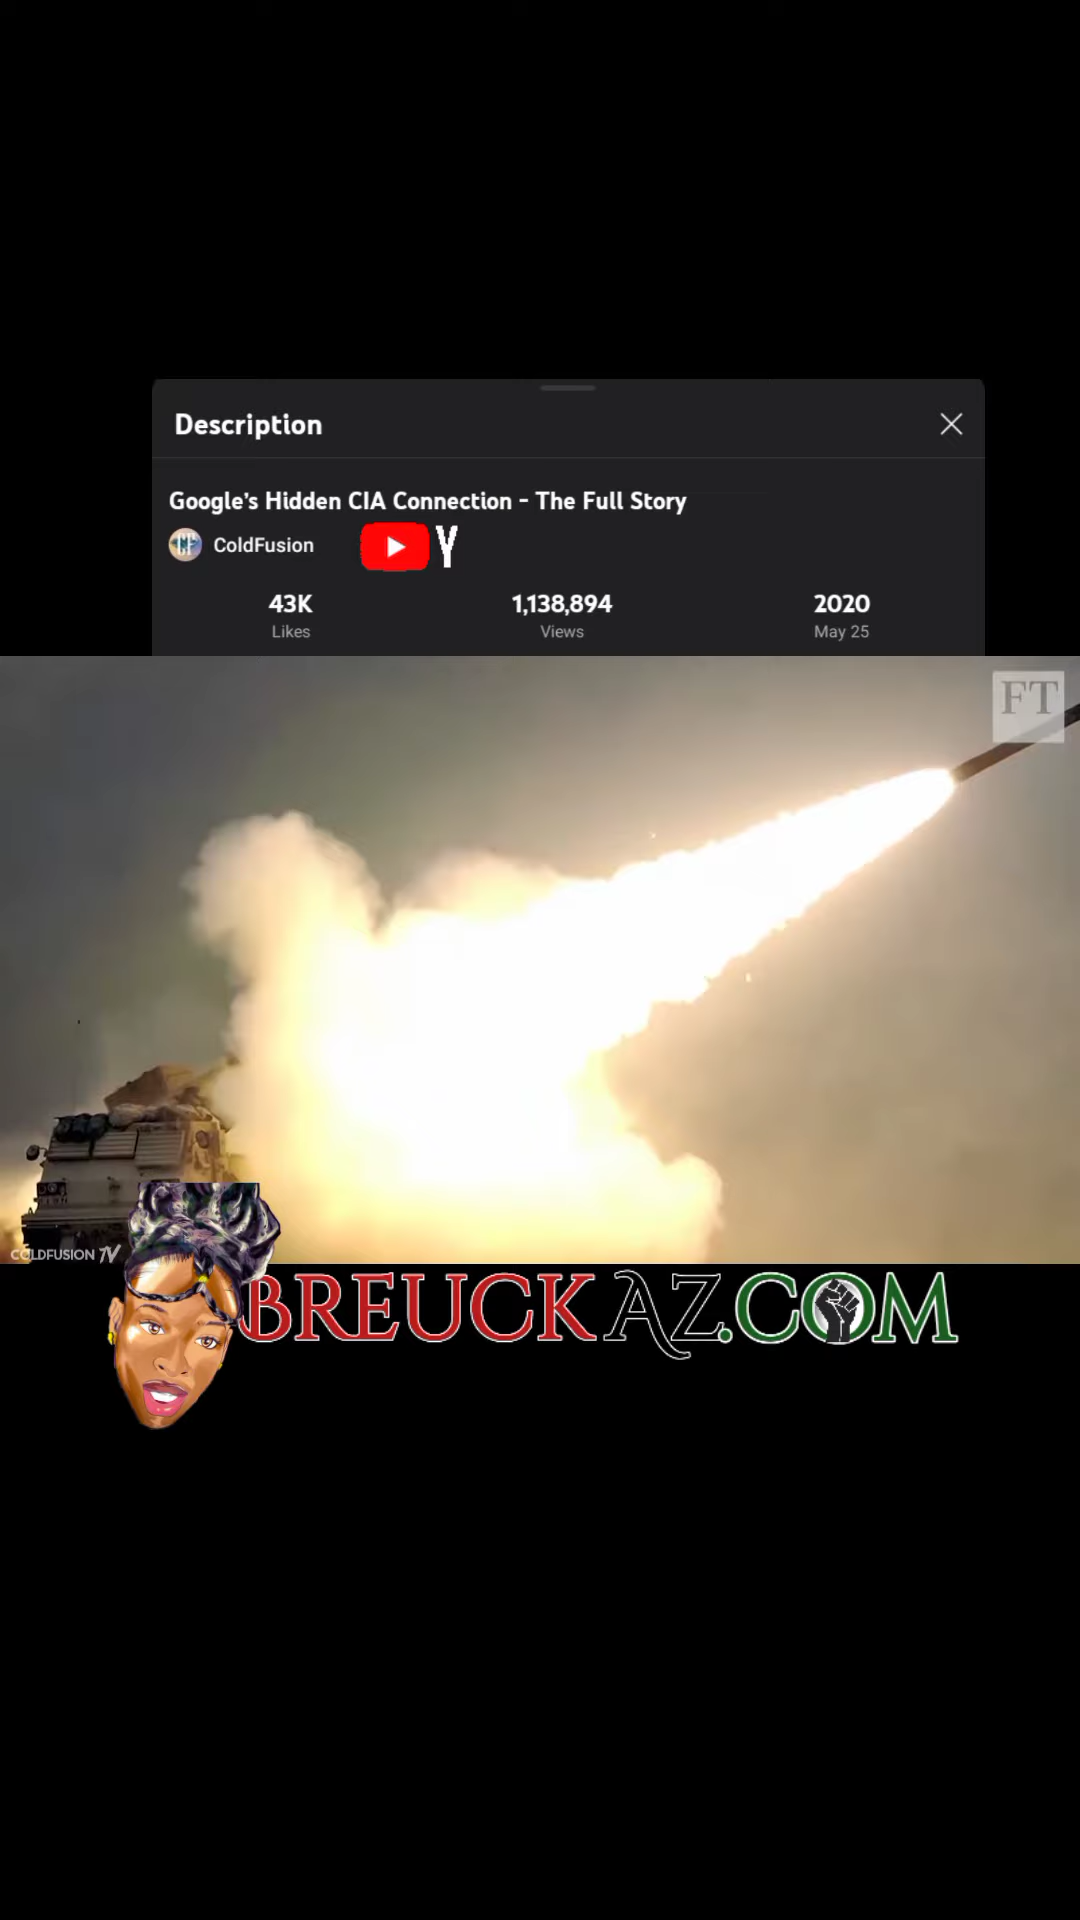 Description
Google's Hidden CIA Connection - The Full Story
CF ColdFusion Y
43K 1,138,894 2020
Likes Views May 25
FT
COLDFUSION TV
BREUCKAZ.COM